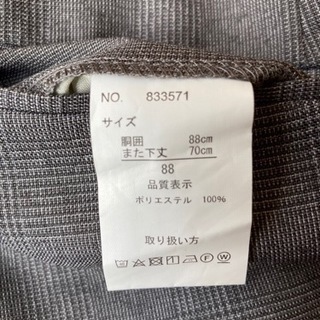 NO. 833571
サイズ
胴囲 88cm
また下丈 70cm
88
品質表示
ポリエステル 100%
取り扱い方